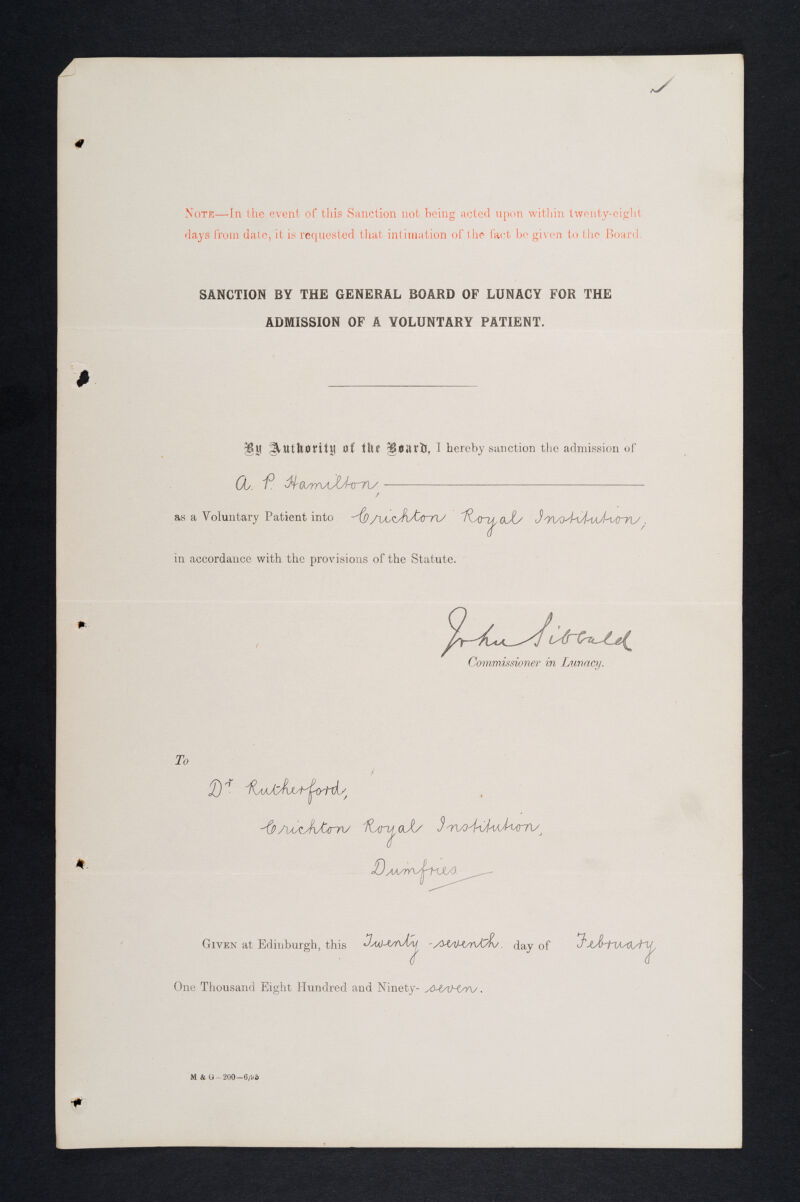 NOTE—In the event of this Sanction not being acted upon within twenty-eight
days from date, it is requested that intimation of the fact be given to the Board.
SANCTION BY THE GENERAL BOARD OF LUNACY FOR THE
ADMISSION OF A VOLUNTARY PATIENT.
By Authority of the Board, I hereby sanction the admission of
A. P. Hamilton,
as a Voluntary Patient into Crichton Royal Institution,
in accordance with the provisions of the Statute.
John Sibbald
Commissioner in Lunacy.
To
Dr. Rutherford,
Crichton Royal Institution,
Dumfries
GIVEN at Edinburgh, this Twenty-seventh. day of February
One Thousand Eight Hundred and Ninety-seven.
M & G—200—6/95